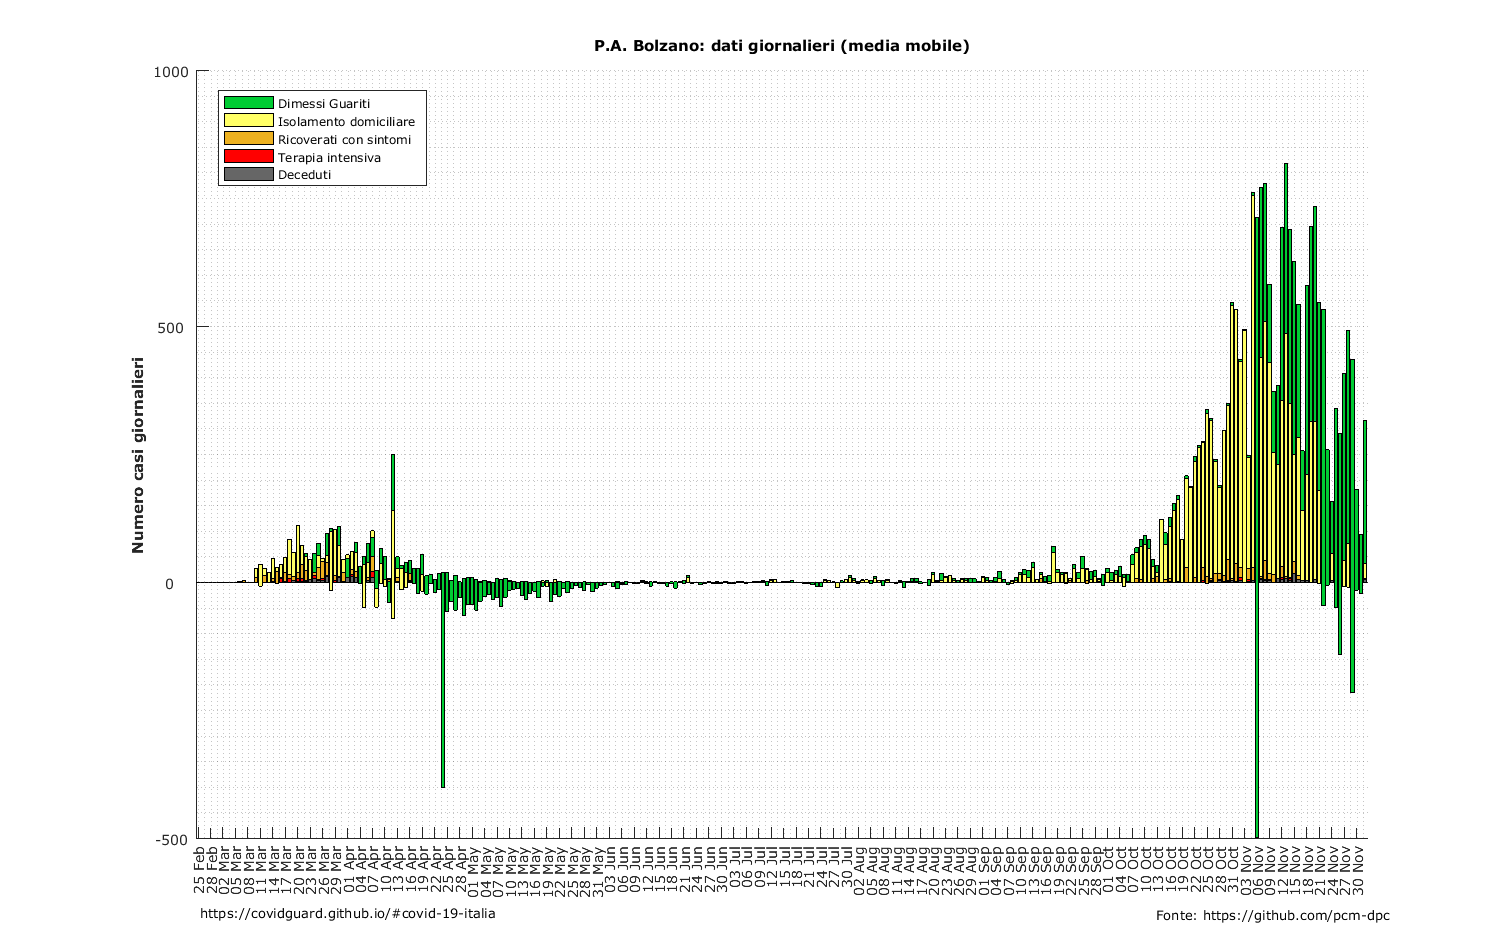 P.A. Bolzano: dati giornalieri (media mobile)
1000
500
0
-500
Numero casi giornalieri
Dimessi Guariti
Isolamento domiciliare
Ricoverati con sintomi
Terapia intensiva
Deceduti
25 Feb
28 Feb
02 Mar
05 Mar
08 Mar
11 Mar
14 Mar
17 Mar
20 Mar
23 Mar
26 Mar
29 Mar
01 Apr
04 Apr
07 Apr
10 Apr
13 Apr
16 Apr
19 Apr
22 Apr
25 Apr
28 Apr
01 May
04 May
07 May
10 May
13 May
16 May
19 May
22 May
25 May
28 May
31 May
03 Jun
06 Jun
09 Jun
12 Jun
15 Jun
18 Jun
21 Jun
24 Jun
27 Jun
30 Jun
03 Jul
06 Jul
09 Jul
12 Jul
15 Jul
18 Jul
21 Jul
24 Jul
27 Jul
30 Jul
02 Aug
05 Aug
08 Aug
11 Aug
14 Aug
17 Aug
20 Aug
23 Aug
26 Aug
29 Aug
01 Sep
04 Sep
07 Sep
10 Sep
13 Sep
16 Sep
19 Sep
22 Sep
25 Sep
28 Sep
01 Oct
04 Oct
07 Oct
10 Oct
13 Oct
16 Oct
19 Oct
22 Oct
25 Oct
28 Oct
31 Oct
03 Nov
06 Nov
09 Nov
12 Nov
15 Nov
18 Nov
21 Nov
24 Nov
27 Nov
30 Nov
https://covidguard.github.io/#covid-19-italia
Fonte: https://github.com/pcm-dpc